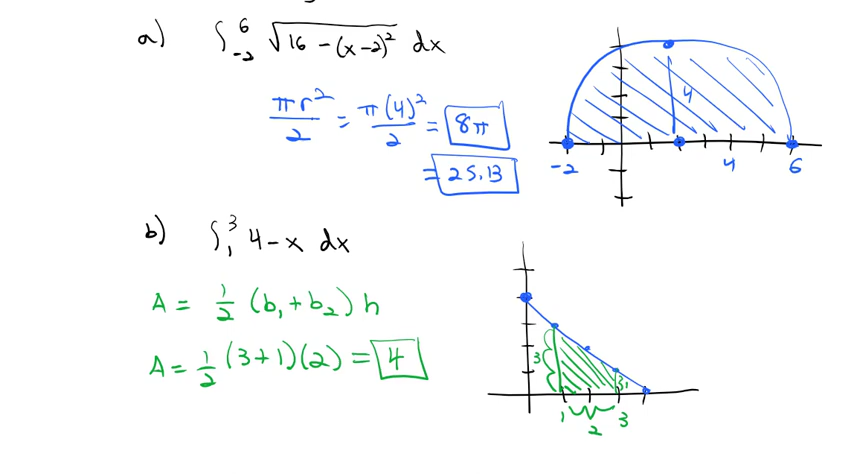 a) ∫₋₂⁶ √(16 - (x-2)²) dx
πr²/2 = π(4)²/2 = 8π
= 25.13
4
-2 4 6
b) ∫₁³ 4-x dx
A = 1/2 (b₁ + b₂) h
A = 1/2 (3+1)(2) = 4
3 1
1 2 3